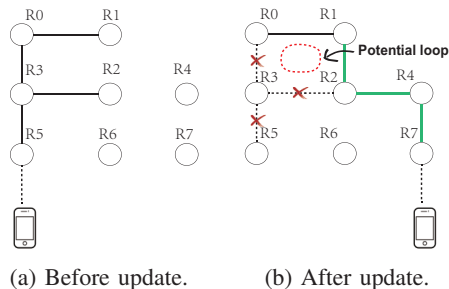 R0 R1
R3 R2 R4
R5 R6 R7
(a) Before update.
R0 R1
Potential loop
R3 R2 R4
R5 R6 R7
(b) After update.